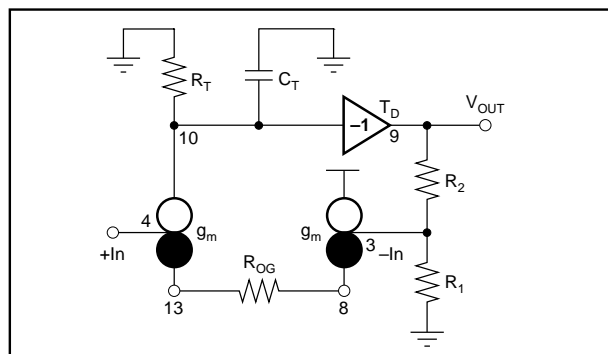 R_T
C_T
T_D
V_OUT
–1
10
9
R_2
4
g_m
g_m
3
–In
+In
R_OG
R_1
13
8